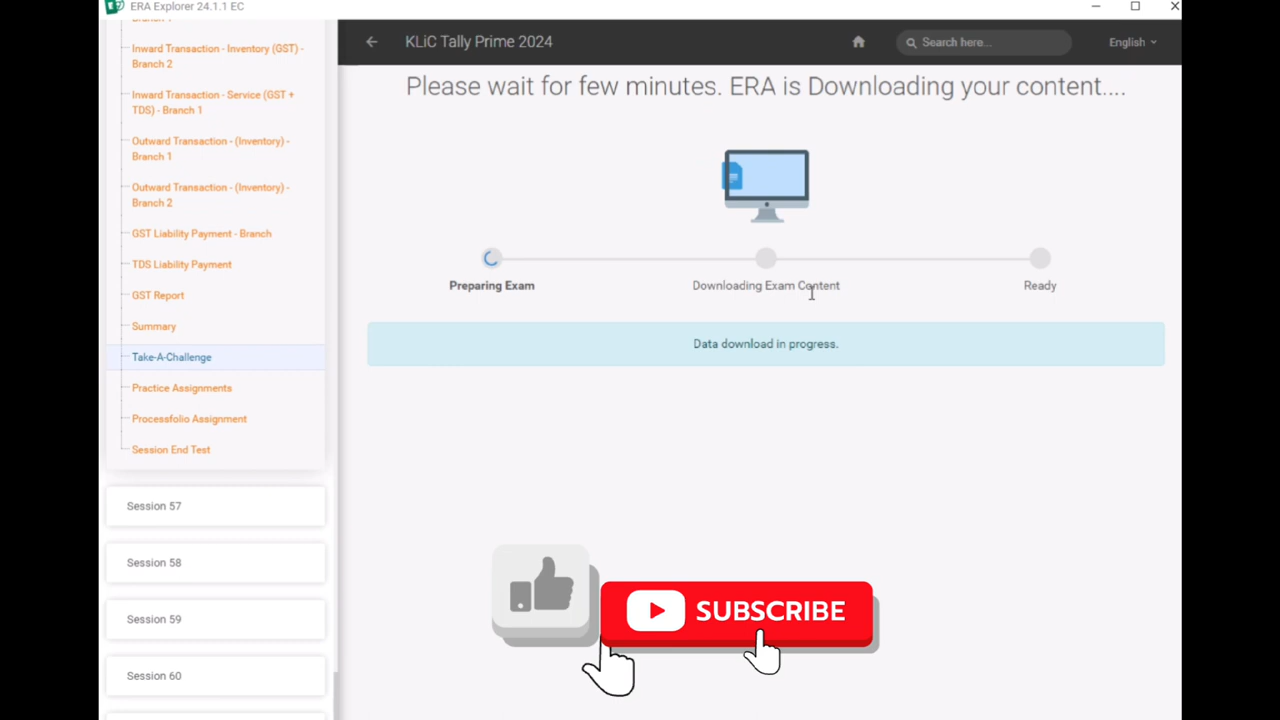 ERA Explorer 24.1.1 EC
Branch 1
Inward Transaction - Inventory (GST) -
Branch 2
Inward Transaction - Service (GST +
TDS) - Branch 1
Outward Transaction - (Inventory) -
Branch 1
Outward Transaction - (Inventory) -
Branch 2
GST Liability Payment - Branch
TDS Liability Payment
GST Report
Summary
Take-A-Challenge
Practice Assignments
Processfolio Assignment
Session End Test
Session 57
Session 58
Session 59
Session 60
KLiC Tally Prime 2024
Search here...
English
Please wait for few minutes. ERA is Downloading your content....
Preparing Exam
Downloading Exam Content
Ready
Data download in progress.
SUBSCRIBE